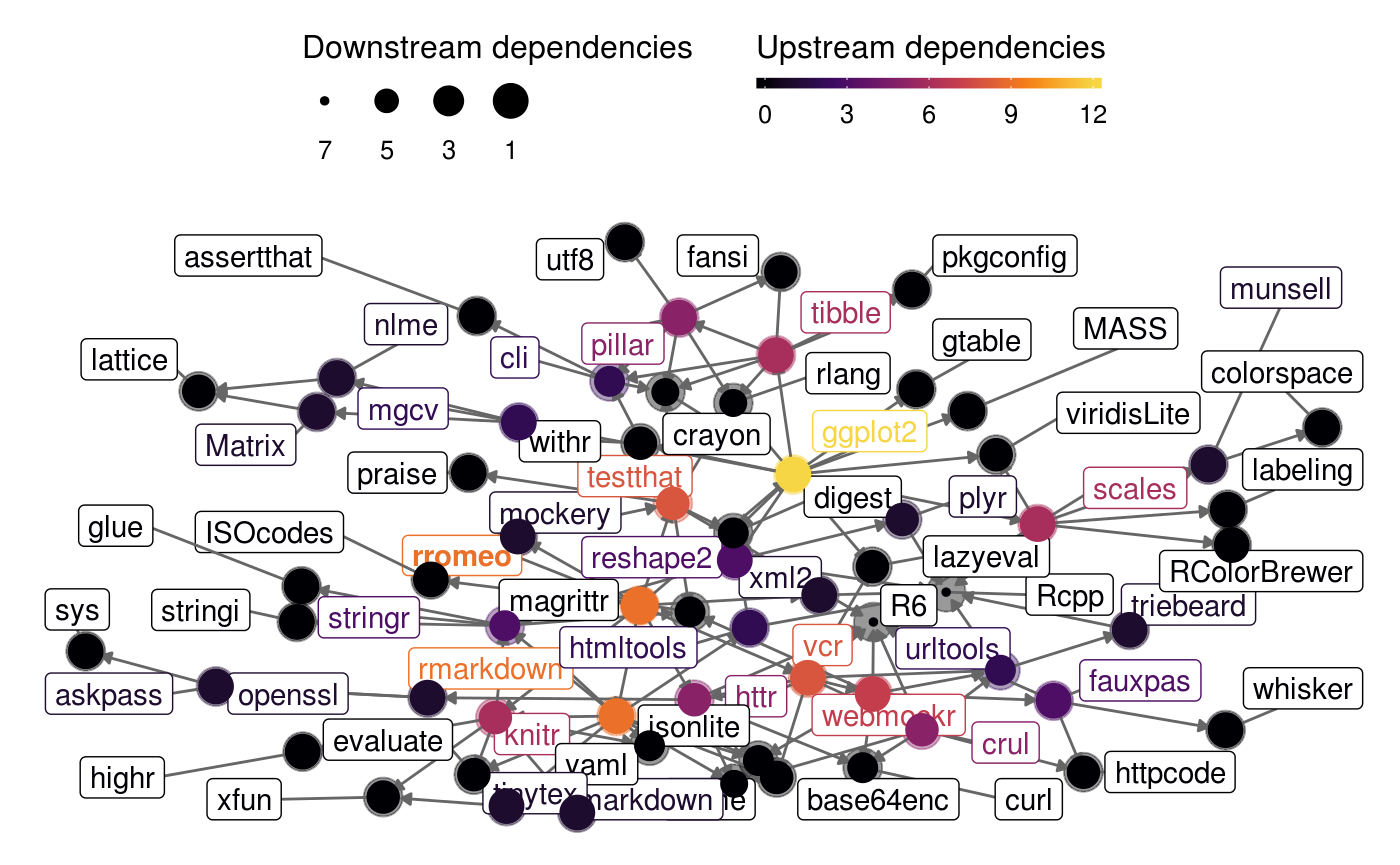 Downstream dependencies
Upstream dependencies
7 5 3 1
0 3 6 9 12
assertthat
utf8
fansi
pkgconfig
munsell
nlme
tibble
MASS
lattice
cli
pillar
gtable
rlang
colorspace
mgcv
Matrix
withr
crayon
ggplot2
viridisLite
praise
testthat
labeling
digest
plyr
scales
glue
ISOcodes
mockery
rromeo
reshape2
xml2
lazyeval
RColorBrewer
sys
stringi
stringr
magrittr
R6
Rcpp
triebeard
htmltools
vcr
urltools
askpass
openssl
rmarkdown
httr
webmockr
fauxpas
whisker
evaluate
knitr
jsonlite
crul
highr
yaml
httpcode
xfun
tinytex
markdown
base64enc
curl